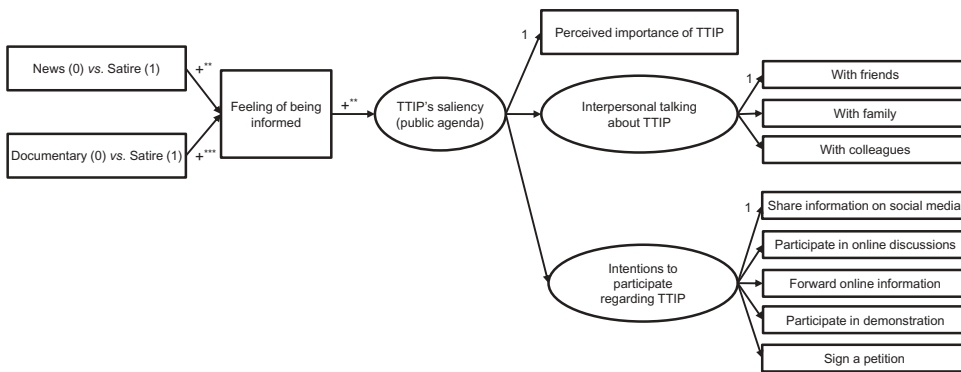 News (0) vs. Satire (1)
+**
Documentary (0) vs. Satire (1)
+***
Feeling of being
informed
+**
TTIP's saliency
(public agenda)
1
Perceived importance of TTIP
Interpersonal talking
about TTIP
1
With friends
With family
With colleagues
Intentions to
participate
regarding TTIP
1
Share information on social media
Participate in online discussions
Forward online information
Participate in demonstration
Sign a petition